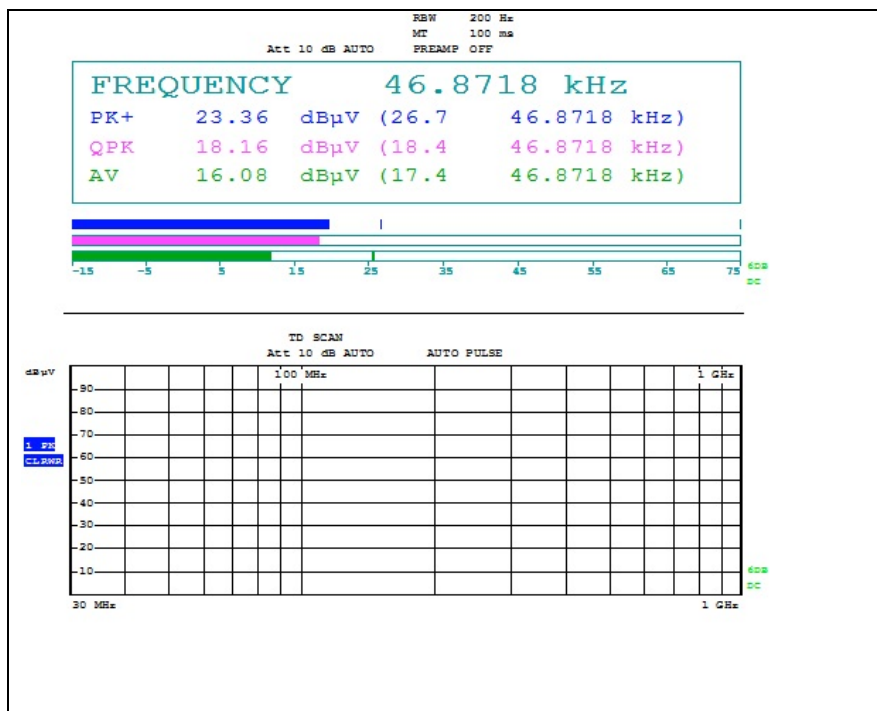 RBW 200 Hz
MT 100 ms
Att 10 dB AUTO PREAMP OFF
FREQUENCY 46.8718 kHz
PK+ 23.36 dBµV (26.7 46.8718 kHz)
QPK 18.16 dBµV (18.4 46.8718 kHz)
AV 16.08 dBµV (17.4 46.8718 kHz)
-15 -5 5 15 25 35 45 55 65 75
6DB
DC
TD SCAN
Att 10 dB AUTO AUTO PULSE
dBµV
100 MHz 1 GHz
90
80
70
1 PK
CLRWR
60
50
40
30
20
10
6DB
DC
30 MHz 1 GHz